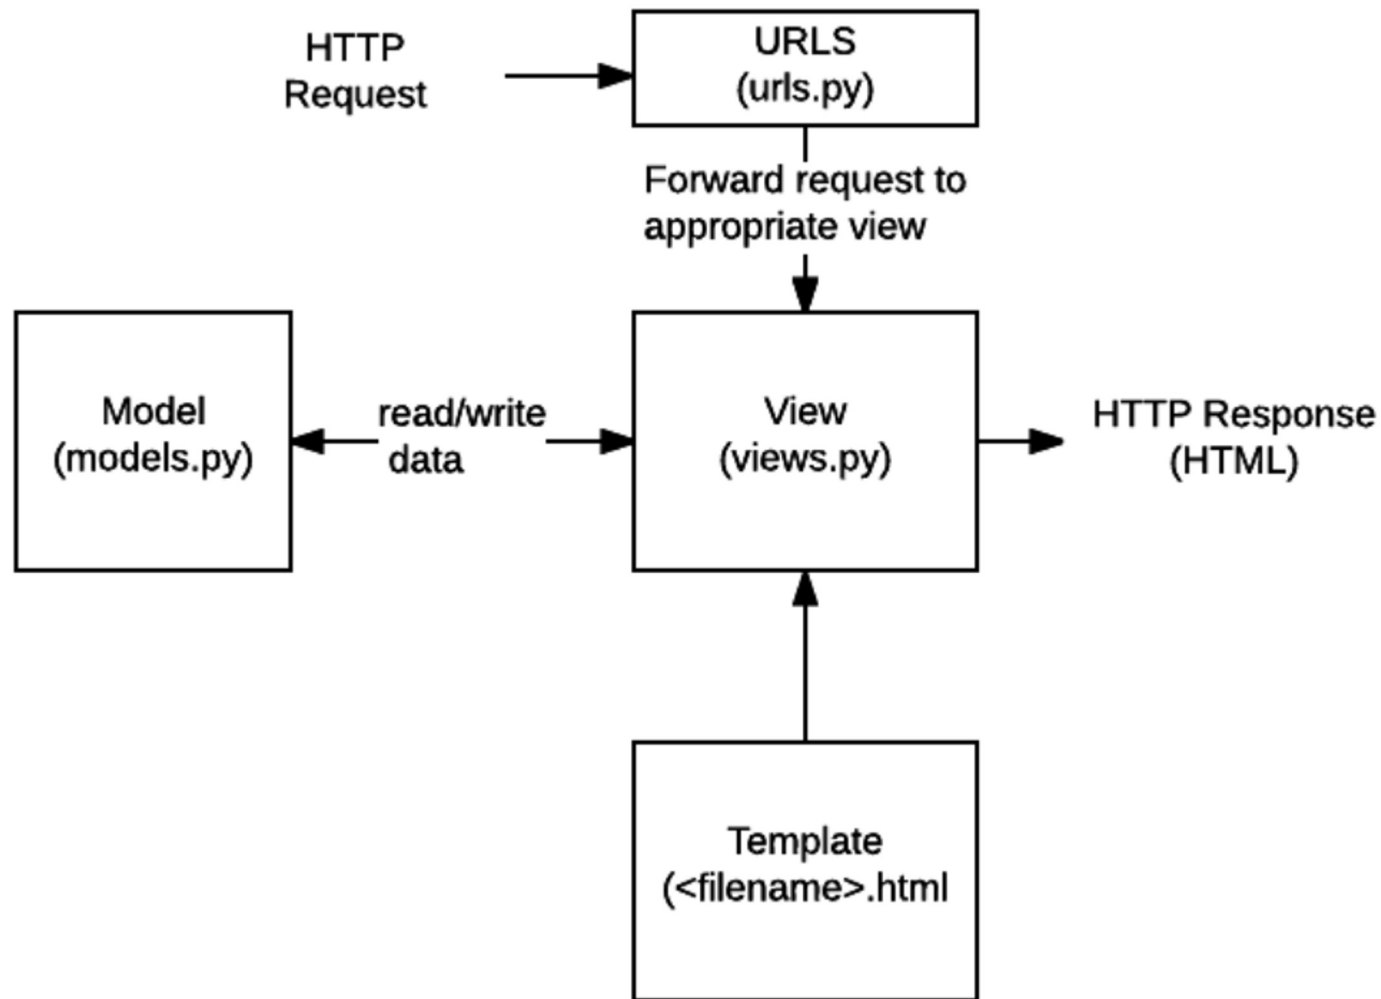 HTTP
Request
URLS
(urls.py)
Forward request to
appropriate view
Model
(models.py)
read/write
data
View
(views.py)
HTTP Response
(HTML)
Template
(<filename>.html